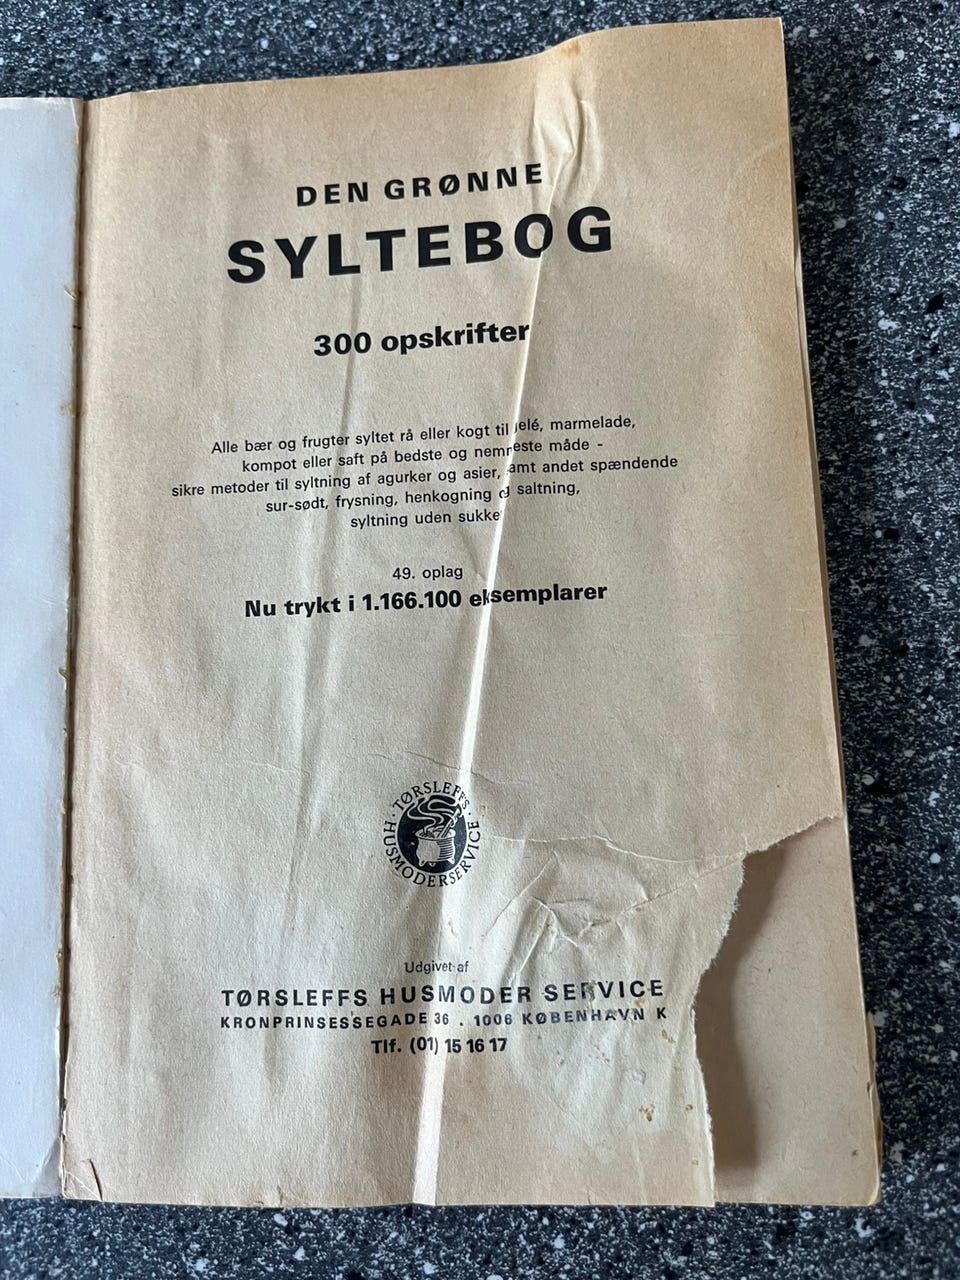 DEN GRØNNE
SYLTEBOG
300 opskrifter
Alle bær og frugter syltet rå eller kogt til gelé, marmelade,
kompot eller saft på bedste og nemmeste måde -
sikre metoder til syltning af agurker og asier, samt andet spændende
sur-sødt, frysning, henkogning og saltning,
syltning uden sukker
49. oplag
Nu trykt i 1.166.100 eksemplarer
· TØRSLEFFS · HUSMODERSERVICE
Udgivet af
TØRSLEFFS HUSMODER SERVICE
KRONPRINSESSEGADE 36 . 1006 KØBENHAVN K
Tlf. (01) 15 16 17